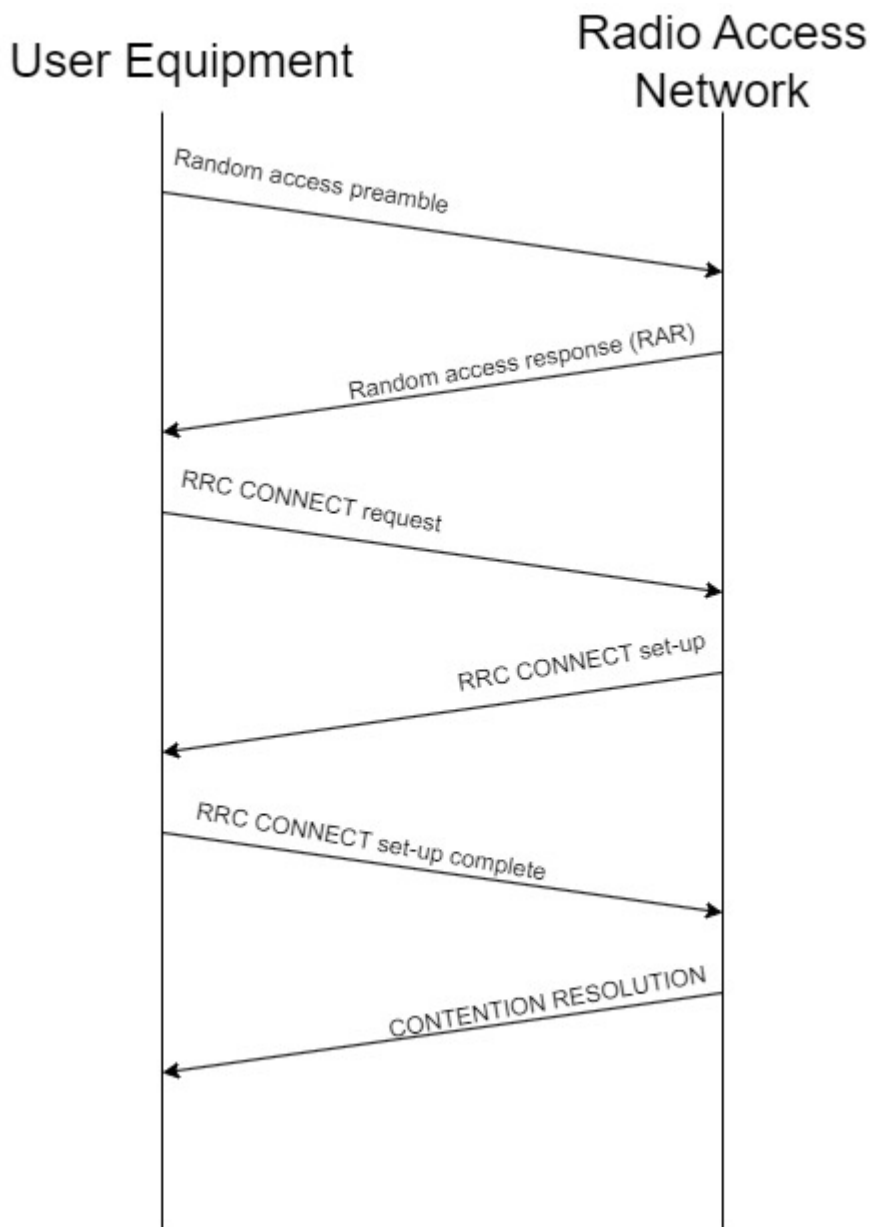 User Equipment
Radio Access
Network
Random access preamble
Random access response (RAR)
RRC CONNECT request
RRC CONNECT set-up
RRC CONNECT set-up complete
CONTENTION RESOLUTION